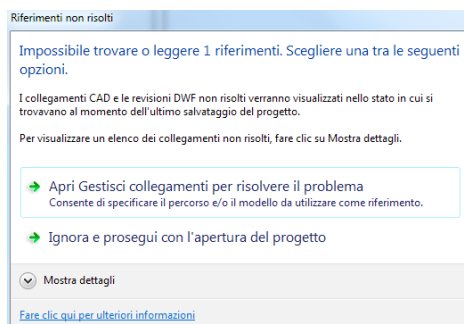 Riferimenti non risolti
Impossibile trovare o leggere 1 riferimenti. Scegliere una tra le seguenti
opzioni.
I collegamenti CAD e le revisioni DWF non risolti verranno visualizzati nello stato in cui si
trovavano al momento dell'ultimo salvataggio del progetto.
Per visualizzare un elenco dei collegamenti non risolti, fare clic su Mostra dettagli.
Apri Gestisci collegamenti per risolvere il problema
Consente di specificare il percorso e/o il modello da utilizzare come riferimento.
Ignora e prosegui con l'apertura del progetto
Mostra dettagli
Fare clic qui per ulteriori informazioni